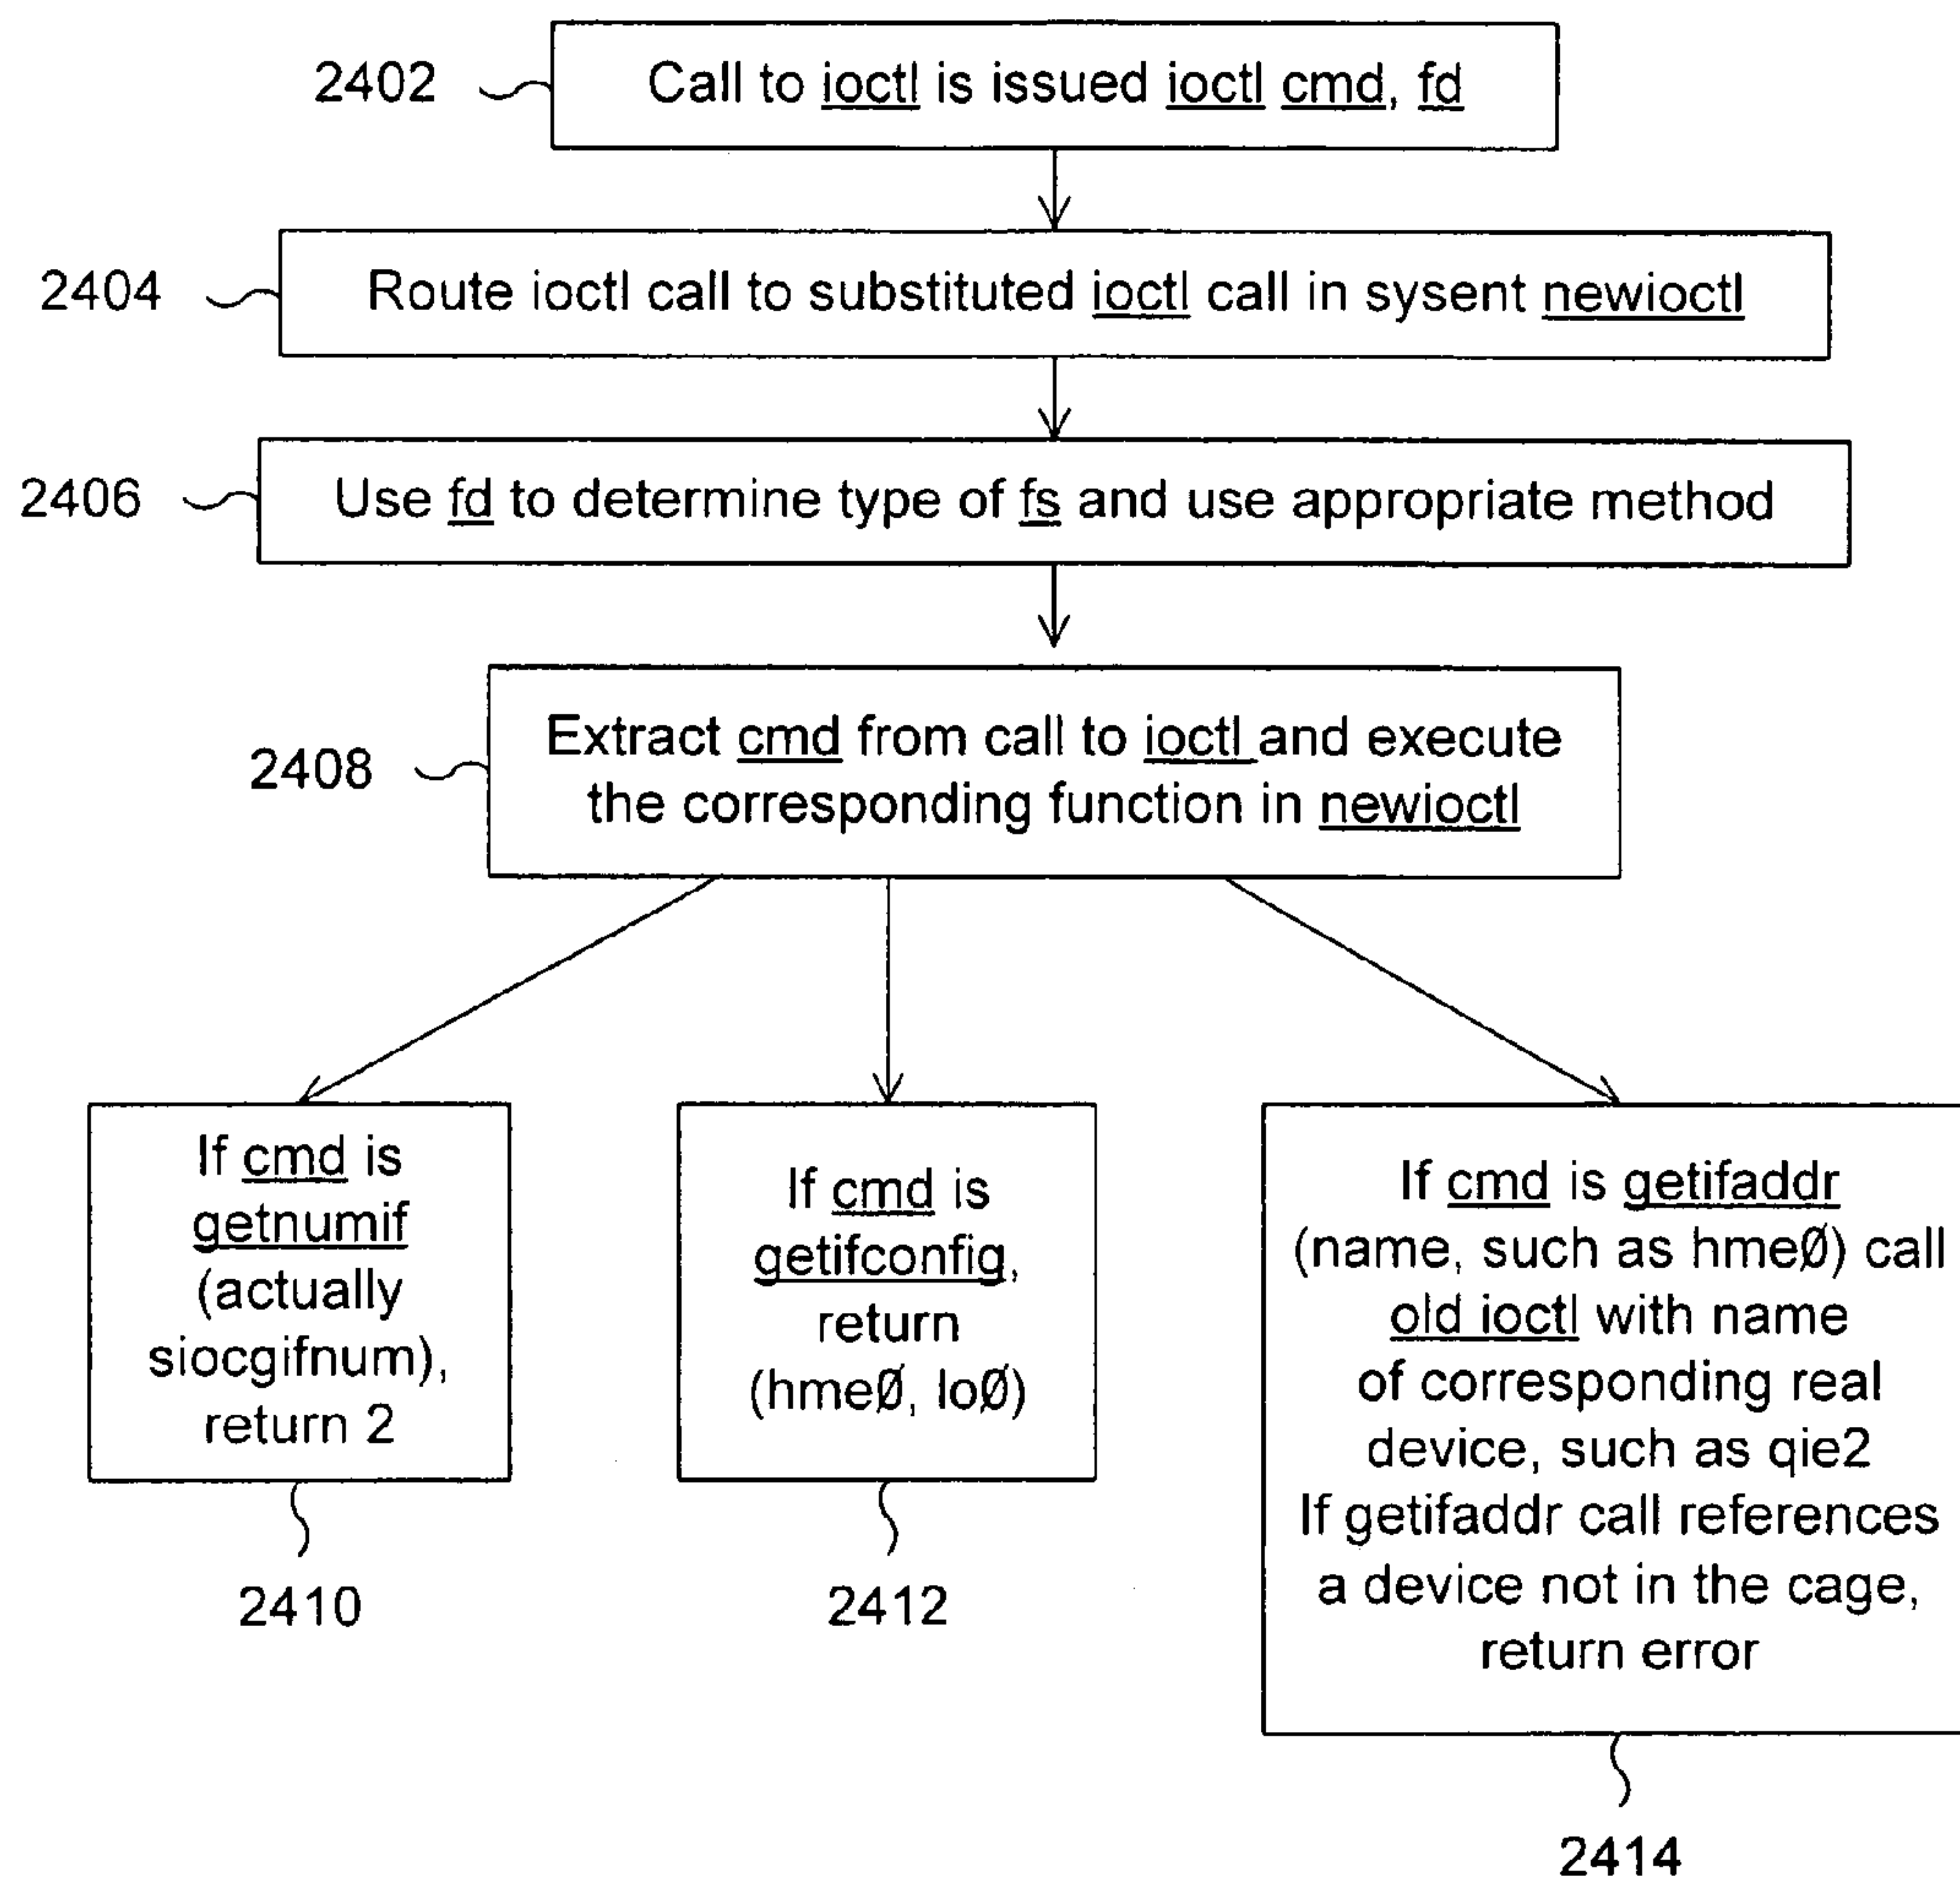 2402
Call to ioctl is issued ioctl cmd, fd
2404
Route ioctl call to substituted ioctl call in sysent newioctl
2406
Use fd to determine type of fs and use appropriate method
2408
Extract cmd from call to ioctl and execute
the corresponding function in newioctl
If cmd is
getnumif
(actually
siocgifnum),
return 2
2410
If cmd is
getifconfig,
return
(hme0̸, lo0̸)
2412
If cmd is getifaddr
(name, such as hme0̸) call
old ioctl with name
of corresponding real
device, such as qie2
If getifaddr call references
a device not in the cage,
return error
2414